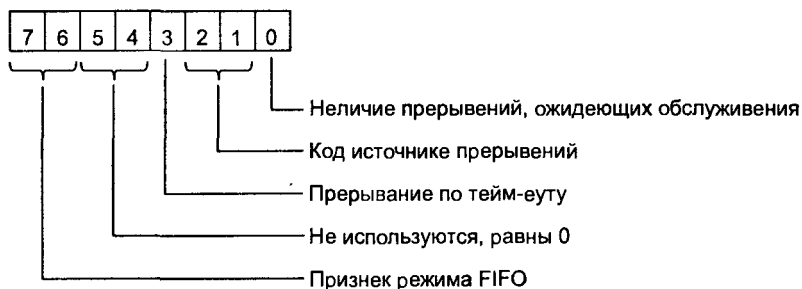 7 6 5 4 3 2 1 0
Неличие прерывений, ожидеющих обслуживения
Код источнике прерывений
Прерывание по тейм-еуту
Не используются, равны 0
Признек режима FIFO